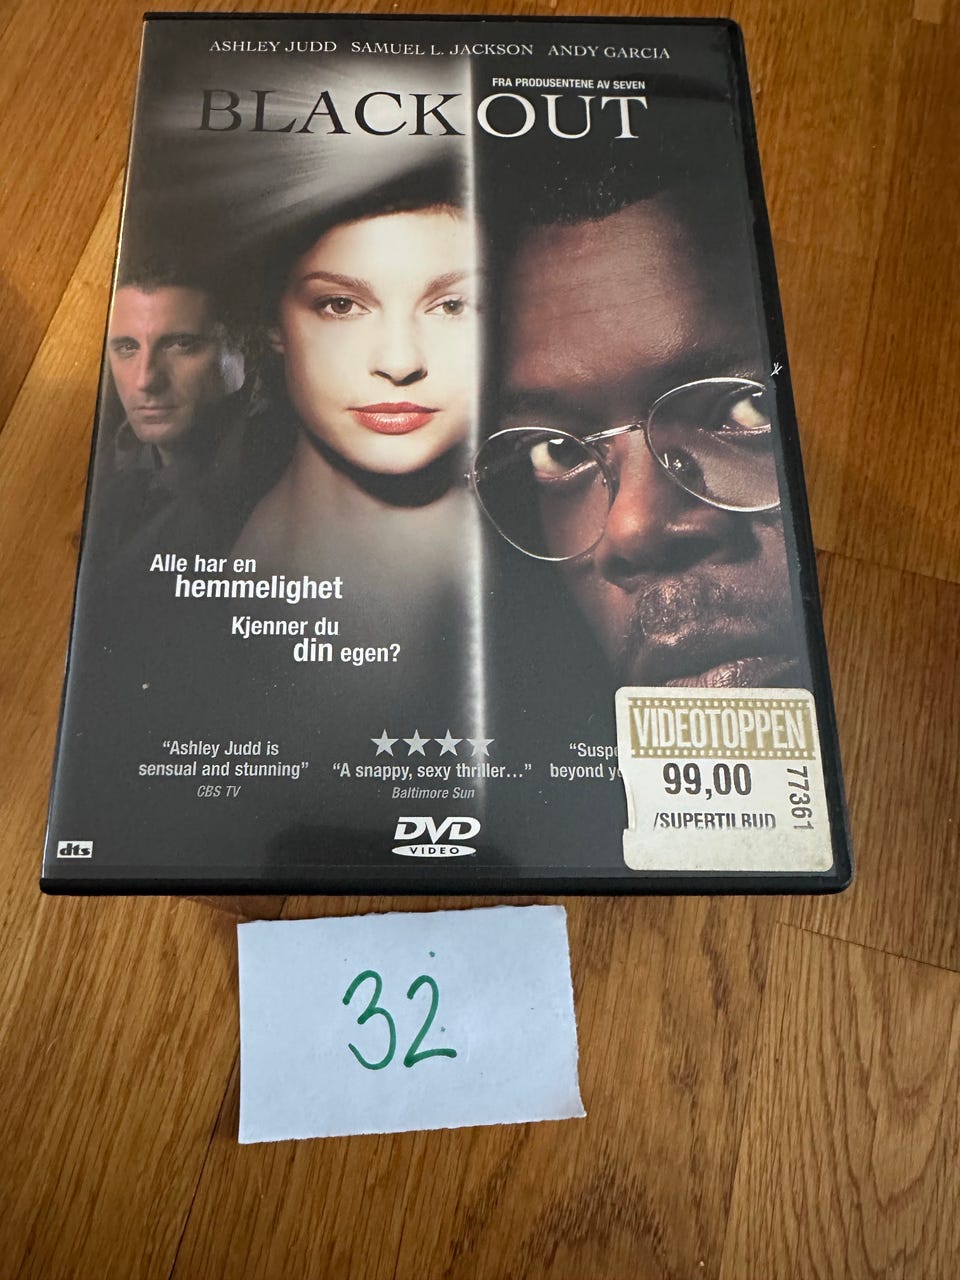 ASHLEY JUDD SAMUEL L. JACKSON ANDY GARCIA
FRA PRODUSENTENE AV SEVEN
BLACKOUT
Alle har en
hemmelighet
Kjenner du
din egen?
"Ashley Judd is
sensual and stunning"
CBS TV
"A snappy, sexy thriller..."
Baltimore Sun
beyond
VIDEOTOPPEN
99,00
/SUPERTILBUD
77361
dts
DVD
VIDEO
32